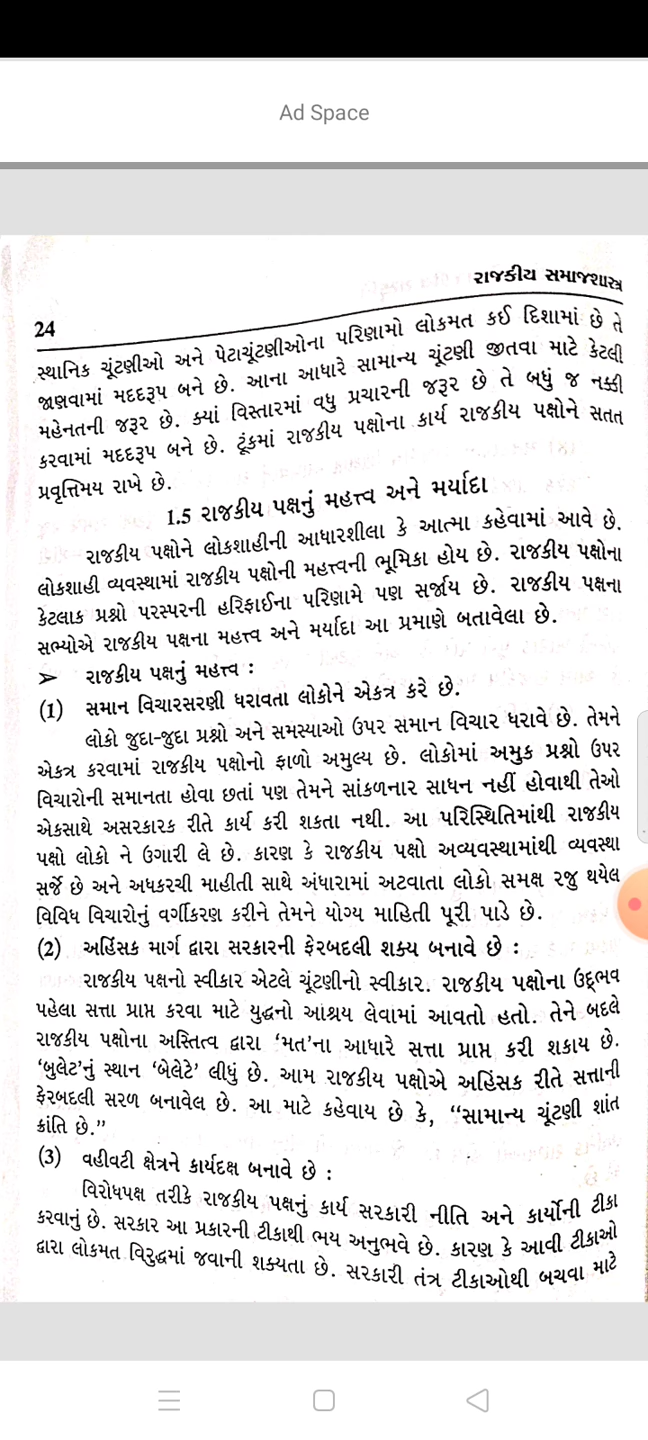 Ad Space
રાજકીય સમાજશાસ્ત્ર
24
સ્થાનિક ચૂંટણીઓ અને પેટાચૂંટણીઓના પરિણામો લોકમત કઈ દિશામાં છે તે
જાણવામાં મદદરૂપ બને છે. આના આધારે સામાન્ય ચૂંટણી જીતવા માટે કેટલી
મહેનતની જરૂર છે. ક્યાં વિસ્તારમાં વધુ પ્રચારની જરૂર છે તે બધું જ નક્કી
કરવામાં મદદરૂપ બને છે. ટૂંકમાં રાજકીય પક્ષોના કાર્ય રાજકીય પક્ષોને સતત
પ્રવૃત્તિમય રાખે છે.
1.5 રાજકીય પક્ષનું મહત્ત્વ અને મર્યાદા
રાજકીય પક્ષોને લોકશાહીની આધારશીલા કે આત્મા કહેવામાં આવે છે.
લોકશાહી વ્યવસ્થામાં રાજકીય પક્ષોની મહત્ત્વની ભૂમિકા હોય છે. રાજકીય પક્ષોના
કેટલાક પ્રશ્નો પરસ્પરની હરિફાઈના પરિણામે પણ સર્જાય છે. રાજકીય પક્ષના
સભ્યોએ રાજકીય પક્ષના મહત્ત્વ અને મર્યાદા આ પ્રમાણે બતાવેલા છે.
➢ રાજકીય પક્ષનું મહત્ત્વ :
(1) સમાન વિચારસરણી ધરાવતા લોકોને એકત્ર કરે છે.
લોકો જુદા-જુદા પ્રશ્નો અને સમસ્યાઓ ઉપર સમાન વિચાર ધરાવે છે. તેમને
એકત્ર કરવામાં રાજકીય પક્ષોનો ફાળો અમુલ્ય છે. લોકોમાં અમુક પ્રશ્નો ઉપર
વિચારોની સમાનતા હોવા છતાં પણ તેમને સાંકળનાર સાધન નહીં હોવાથી તેઓ
એકસાથે અસરકારક રીતે કાર્ય કરી શકતા નથી. આ પરિસ્થિતિમાંથી રાજકીય
પક્ષો લોકો ને ઉગારી લે છે. કારણ કે રાજકીય પક્ષો અવ્યવસ્થામાંથી વ્યવસ્થા
સર્જે છે અને અધકરચી માહીતી સાથે અંધારામાં અટવાતા લોકો સમક્ષ રજુ થયેલ
વિવિધ વિચારોનું વર્ગીકરણ કરીને તેમને યોગ્ય માહિતી પૂરી પાડે છે.
(2) અહિંસક માર્ગ દ્વારા સરકારની ફેરબદલી શક્ય બનાવે છે :
રાજકીય પક્ષનો સ્વીકાર એટલે ચૂંટણીનો સ્વીકાર. રાજકીય પક્ષોના ઉદ્ભવ
પહેલા સત્તા પ્રાપ્ત કરવા માટે યુદ્ધનો આંશ્રય લેવામાં આવતો હતો. તેને બદલે
રાજકીય પક્ષોના અસ્તિત્વ દ્વારા ‘મત’ના આધારે સત્તા પ્રાપ્ત કરી શકાય છે.
‘બુલેટ’નું સ્થાન ‘બેલેટે’ લીધું છે. આમ રાજકીય પક્ષોએ અહિંસક રીતે સત્તાની
ફેરબદલી સરળ બનાવેલ છે. આ માટે કહેવાય છે કે, “સામાન્ય ચૂંટણી શાંત
ક્રાંતિ છે.”
(3) વહીવટી ક્ષેત્રને કાર્યદક્ષ બનાવે છે :
વિરોધપક્ષ તરીકે રાજકીય પક્ષનું કાર્ય સરકારી નીતિ અને કાર્યોની ટીકા
કરવાનું છે. સરકાર આ પ્રકારની ટીકાથી ભય અનુભવે છે. કારણ કે આવી ટીકાઓ
દ્વારા લોકમત વિરુદ્ધમાં જવાની શક્યતા છે. સરકારી તંત્ર ટીકાઓથી બચવા માટે